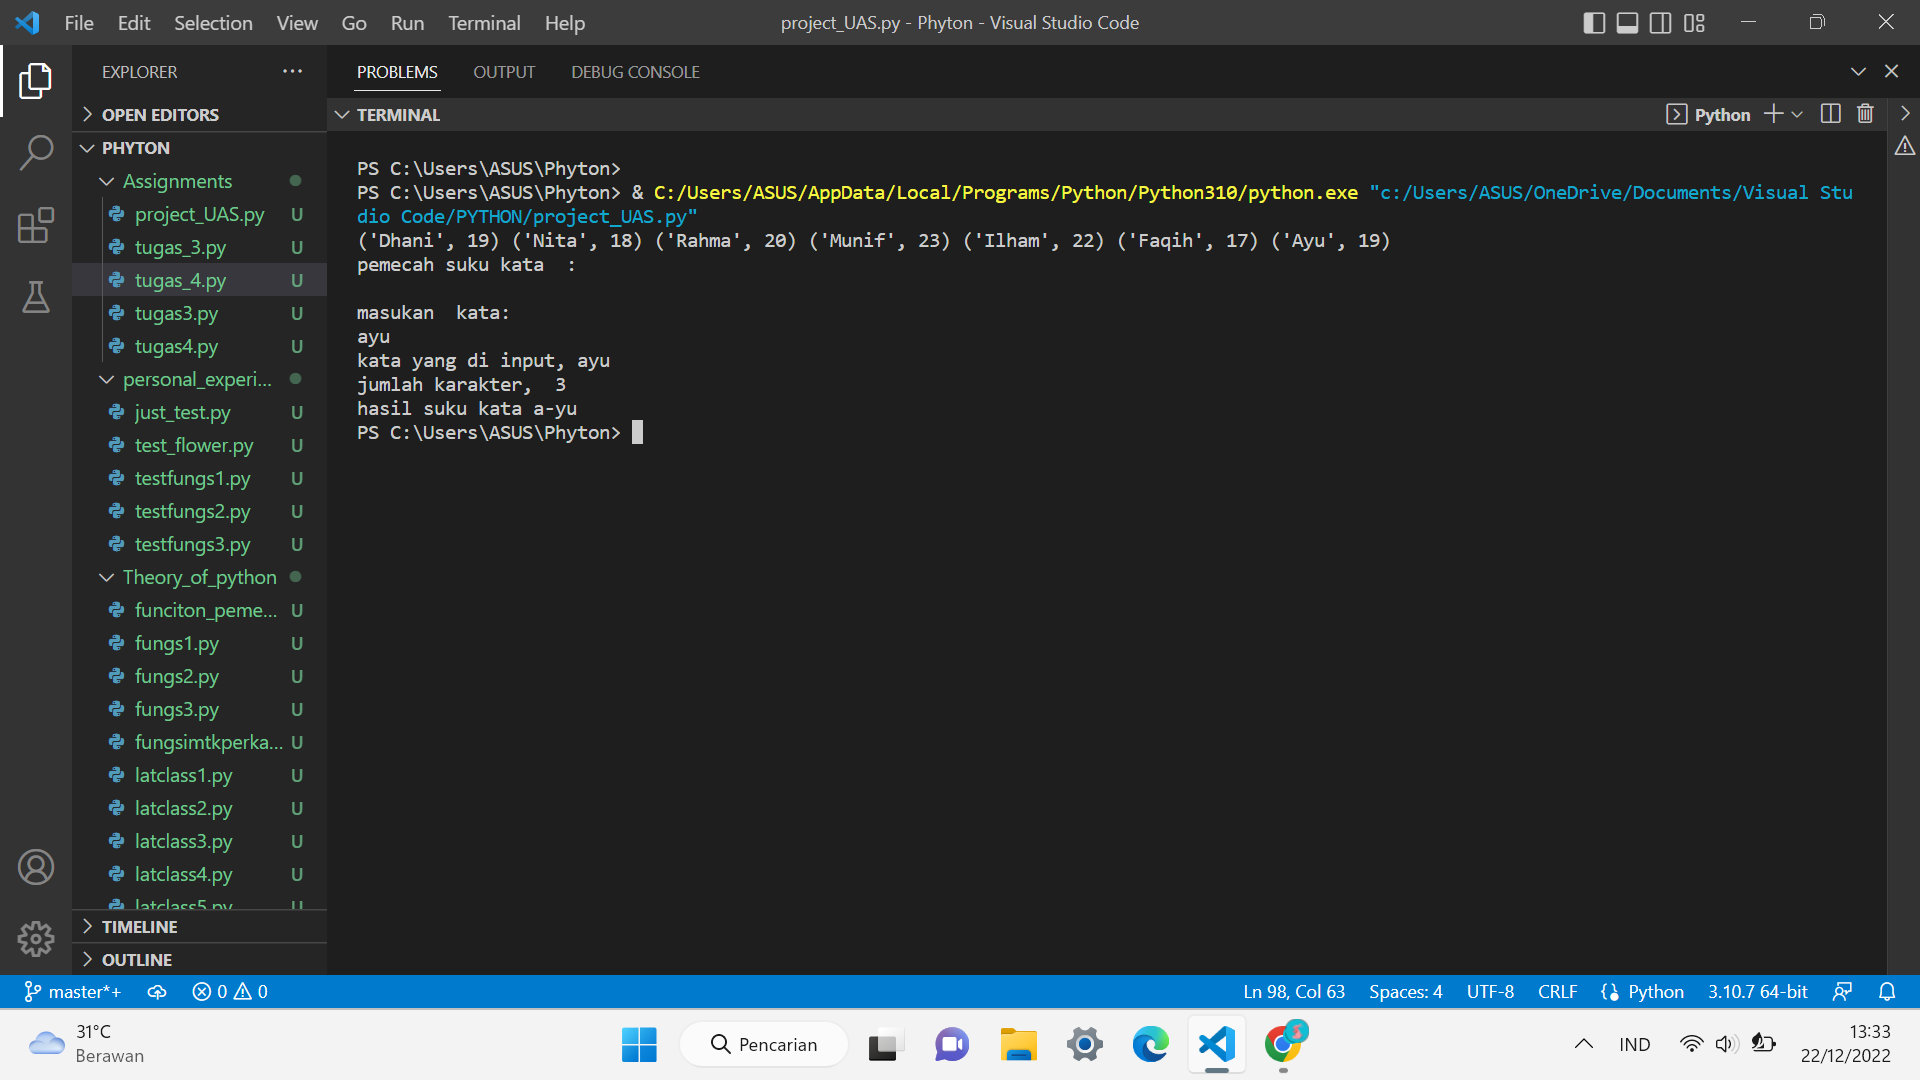 File Edit Selection View Go Run Terminal Help
project_UAS.py - Phyton - Visual Studio Code
EXPLORER
OPEN EDITORS
PHYTON
Assignments
project_UAS.py U
tugas_3.py U
tugas_4.py U
tugas3.py U
tugas4.py U
personal_experi...
just_test.py U
test_flower.py U
testfungs1.py U
testfungs2.py U
testfungs3.py U
Theory_of_python
funciton_peme... U
fungs1.py U
fungs2.py U
fungs3.py U
fungsimtkperka... U
latclass1.py U
latclass2.py U
latclass3.py U
latclass4.py U
latclass5.py U
TIMELINE
OUTLINE
PROBLEMS OUTPUT DEBUG CONSOLE
TERMINAL
Python
PS C:\Users\ASUS\Phyton>
PS C:\Users\ASUS\Phyton> & C:/Users/ASUS/AppData/Local/Programs/Python/Python310/python.exe "c:/Users/ASUS/OneDrive/Documents/Visual Stu
dio Code/PYTHON/project_UAS.py"
('Dhani', 19) ('Nita', 18) ('Rahma', 20) ('Munif', 23) ('Ilham', 22) ('Faqih', 17) ('Ayu', 19)
pemecah suku kata  :
masukan  kata:
ayu
kata yang di input, ayu
jumlah karakter,  3
hasil suku kata a-yu
PS C:\Users\ASUS\Phyton>
master*+ 0 0
Ln 98, Col 63 Spaces: 4 UTF-8 CRLF Python 3.10.7 64-bit
31°C
Berawan
Pencarian
IND
13:33
22/12/2022